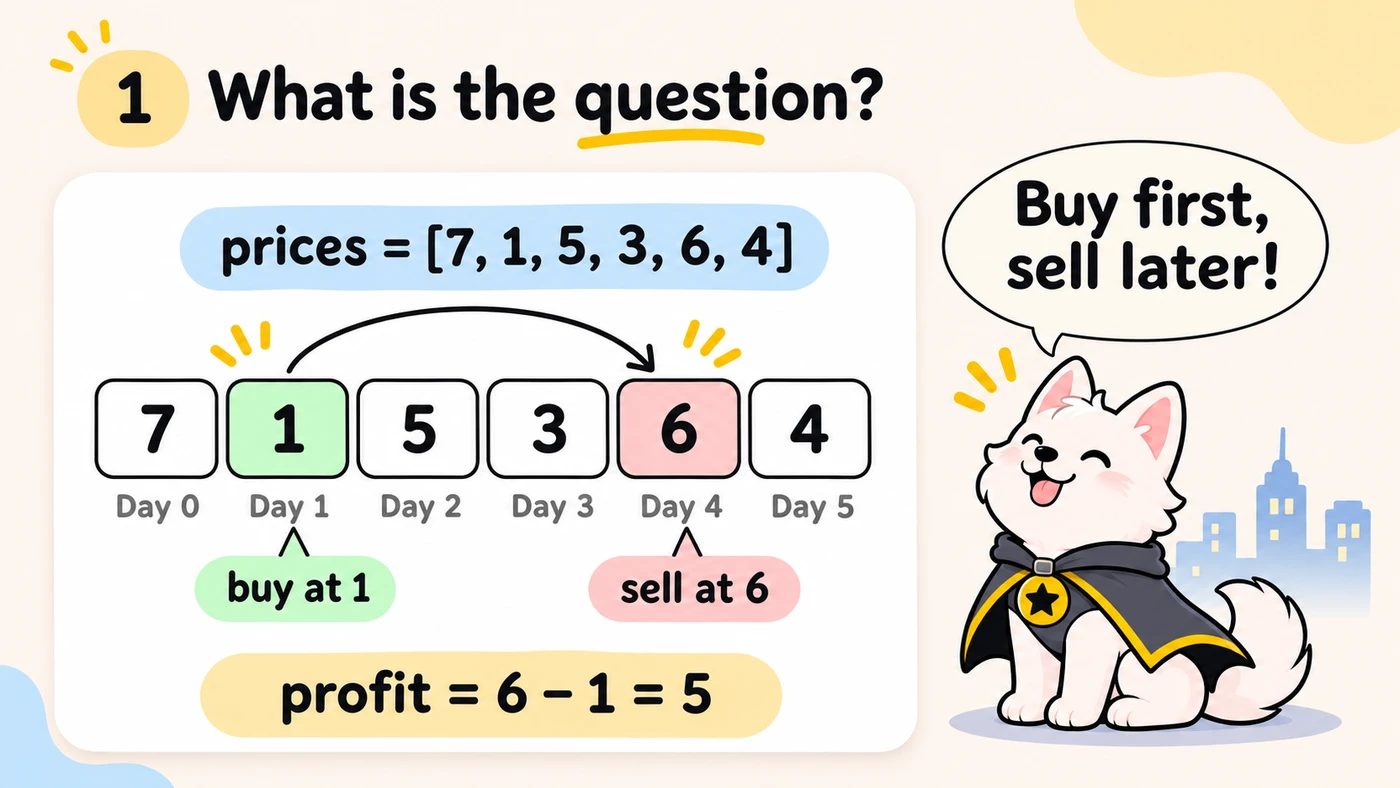 1 What is the question?
prices = [7, 1, 5, 3, 6, 4]
Buy first,
sell later!
7 1 5 3 6 4
Day 0 Day 1 Day 2 Day 3 Day 4 Day 5
buy at 1 sell at 6
profit = 6 – 1 = 5